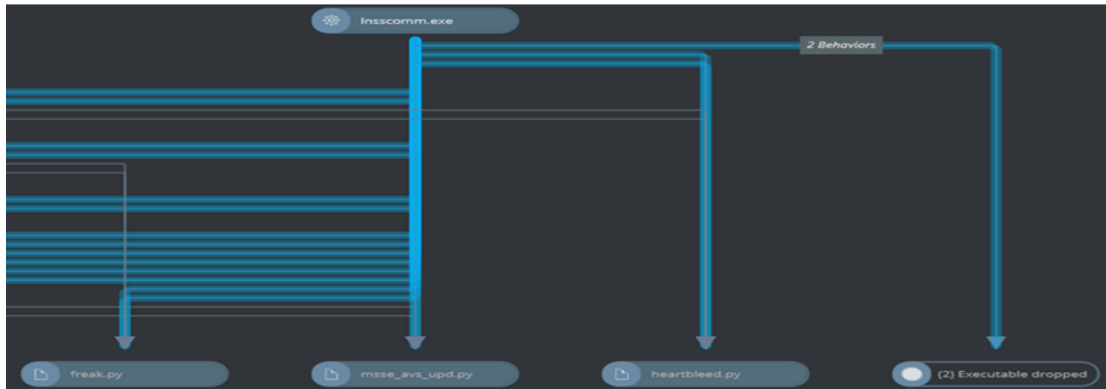 lnsscomm.exe
2 Behaviors
freak.py
msse_avs_upd.py
heartbleed.py
(2) Executable dropped